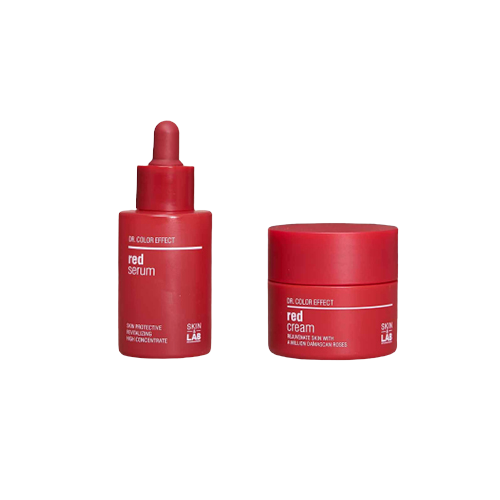 DR. COLOR EFFECT
red
serum
SKIN PROTECTIVE
REVITALIZING
HIGH CONCENTRATE
SKIN
+
LAB
DR. COLOR EFFECT
red
cream
REJUVENATE SKIN WITH
A MILLION DAMASCAN ROSES
SKIN
+
LAB